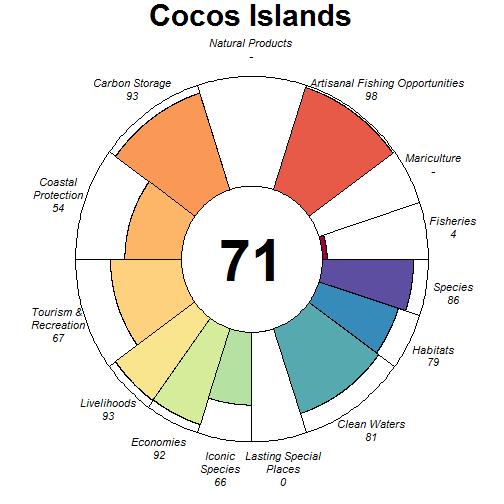 Cocos Islands
Natural Products
-
Carbon Storage
93
Artisanal Fishing Opportunities
98
Mariculture
-
Coastal
Protection
54
Fisheries
4
71
Species
86
Tourism &
Recreation
67
Habitats
79
Livelihoods
93
Clean Waters
81
Economies
92
Iconic
Species
66
Lasting Special
Places
0